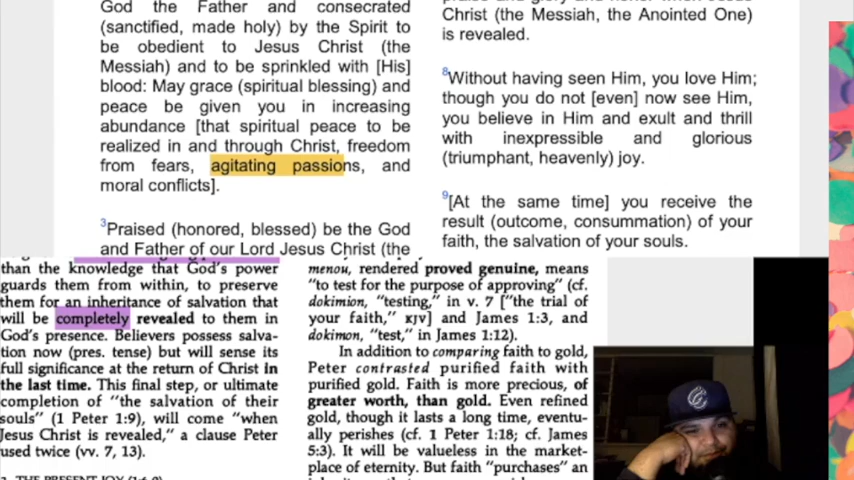 God the Father and consecrated
(sanctified, made holy) by the Spirit to
be obedient to Jesus Christ (the
Messiah) and to be sprinkled with [His]
blood: May grace (spiritual blessing) and
peace be given you in increasing
abundance [that spiritual peace to be
realized in and through Christ, freedom
from fears, agitating passions, and
moral conflicts].
3Praised (honored, blessed) be the God
and Father of our Lord Jesus Christ (the
Christ (the Messiah, the Anointed One)
is revealed.
8Without having seen Him, you love Him;
though you do not [even] now see Him,
you believe in Him and exult and thrill
with inexpressible and glorious
(triumphant, heavenly) joy.
9[At the same time] you receive the
result (outcome, consummation) of your
faith, the salvation of your souls.
than the knowledge that God's power
guards them from within, to preserve
them for an inheritance of salvation that
will be completely revealed to them in
God's presence. Believers possess salva-
tion now (pres. tense) but will sense its
full significance at the return of Christ in
the last time. This final step, or ultimate
completion of "the salvation of their
souls" (1 Peter 1:9), will come "when
Jesus Christ is revealed," a clause Peter
used twice (vv. 7, 13).
menou, rendered proved genuine, means
"to test for the purpose of approving" (cf.
dokimion, "testing," in v. 7 ["the trial of
your faith," KJV] and James 1:3, and
dokimon, "test," in James 1:12).
In addition to comparing faith to gold,
Peter contrasted purified faith with
purified gold. Faith is more precious, of
greater worth, than gold. Even refined
gold, though it lasts a long time, eventu-
ally perishes (cf. 1 Peter 1:18; cf. James
5:3). It will be valueless in the market-
place of eternity. But faith "purchases" an